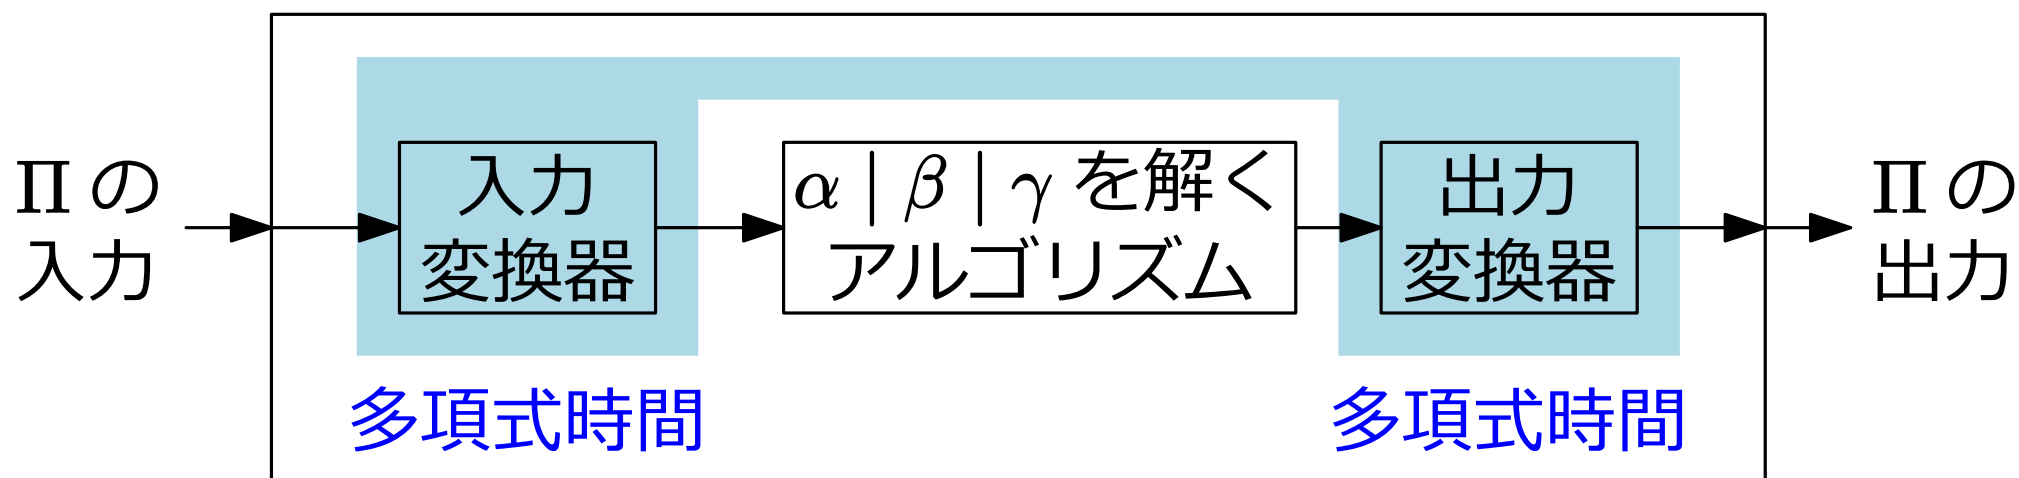 Π の
入力
入力
変換器
α | β | γ を解く
アルゴリズム
出力
変換器
Π の
出力
多項式時間
多項式時間